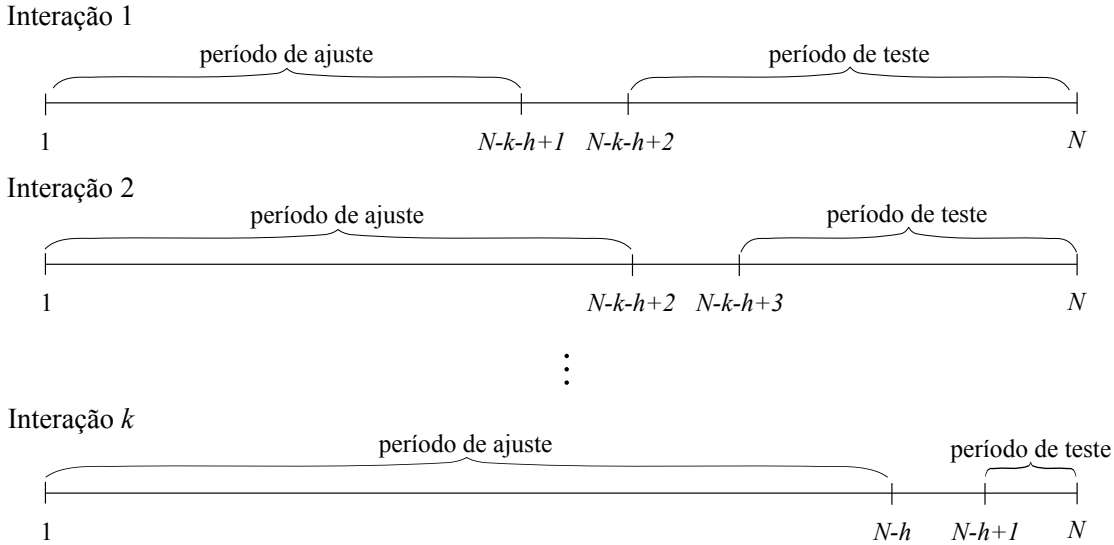 Interação 1
período de ajuste período de teste
1 N-k-h+1 N-k-h+2 N
Interação 2
período de ajuste período de teste
1 N-k-h+2 N-k-h+3 N
⋮
Interação k
período de ajuste período de teste
1 N-h N-h+1 N